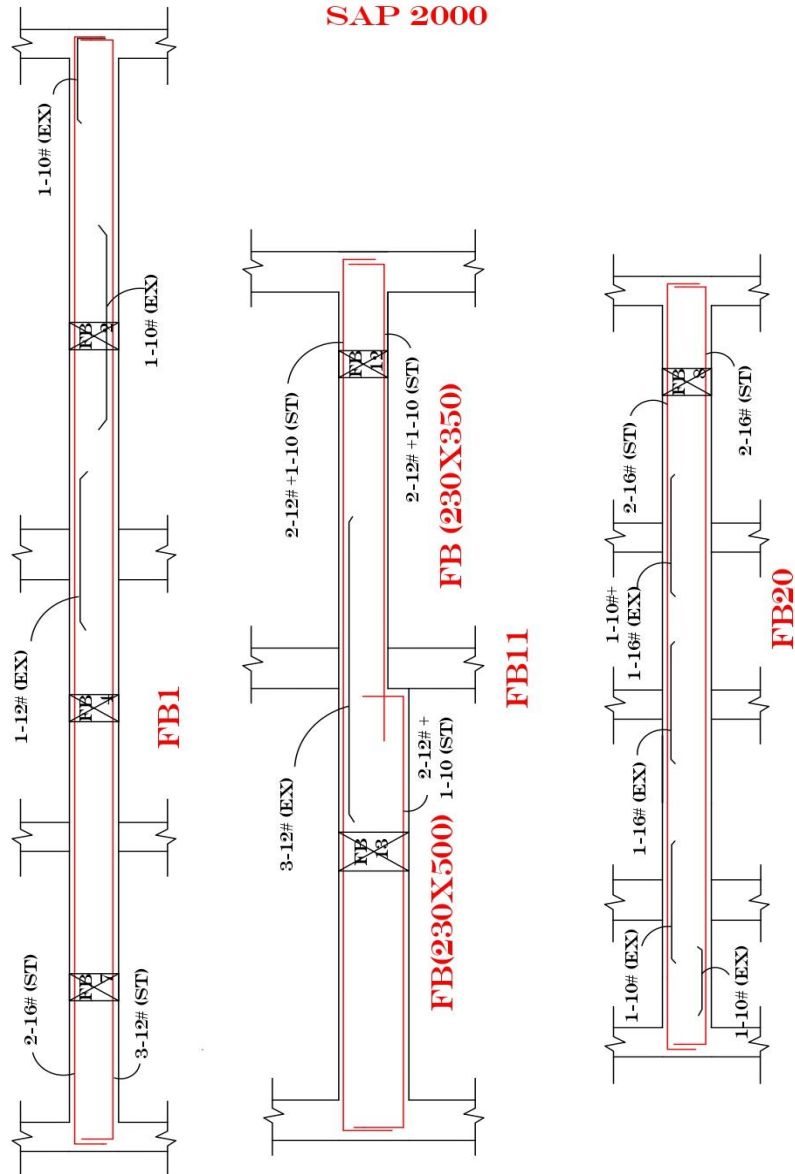 SAP 2000
1-10# (EX)
1-10# (EX)
1-12# (EX)
2-16# (ST)
3-12# (ST)
FB
2
FB
1
FB
1
FB1
2-12# +1-10 (ST)
2-12# +1-10 (ST)
FB (230X350)
3-12# (EX)
2-12# +
1-10 (ST)
FB(230X500)
FB
12
FB
13
FB11
2-16# (ST)
2-16# (ST)
1-10#+
1-16# (EX)
1-16# (EX)
1-10# (EX)
1-10# (EX)
FB
8
FB20